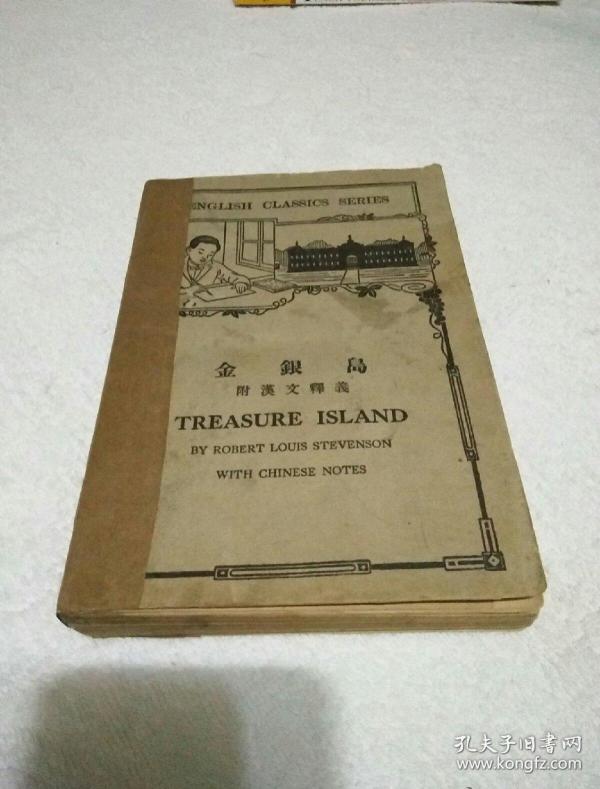 ENGLISH CLASSICS SERIES
金銀島
附漢文釋義
TREASURE ISLAND
BY ROBERT LOUIS STEVENSON
WITH CHINESE NOTES
孔夫子旧书网
www.kongfz.com